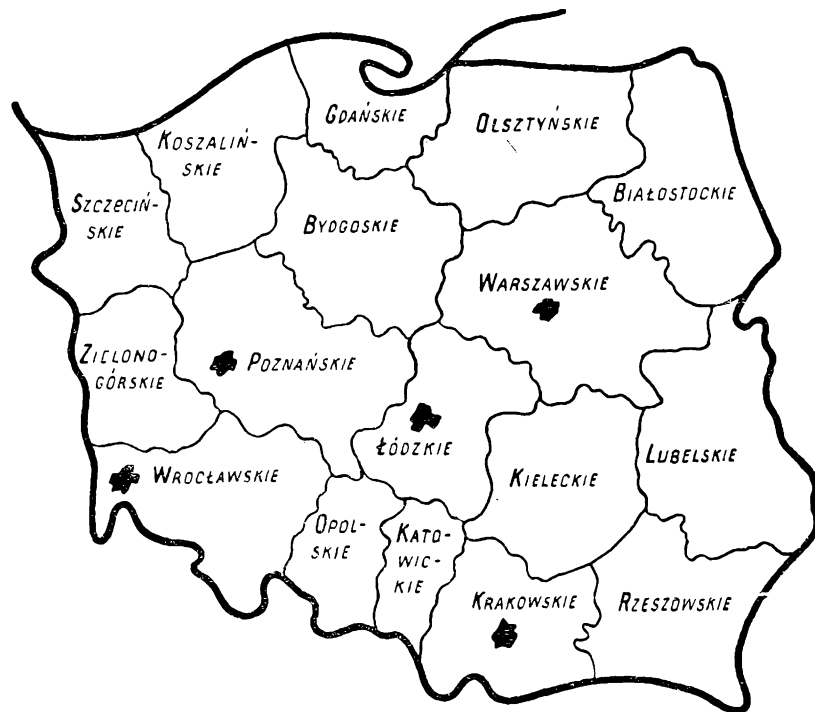 GDAŃSKIE
OLSZTYŃSKIE
KOSZALIŃ-
SKIE
BIAŁOSTOCKIE
SZCZECIŃ-
SKIE
BYDGOSKIE
WARSZAWSKIE
ZIELONO-
GÓRSKIE
POZNAŃSKIE
ŁÓDZKIE
LUBELSKIE
WROCŁAWSKIE
KIELECKIE
OPOL-
SKIE
KATO-
WIC-
KIE
KRAKOWSKIE
RZESZOWSKIE